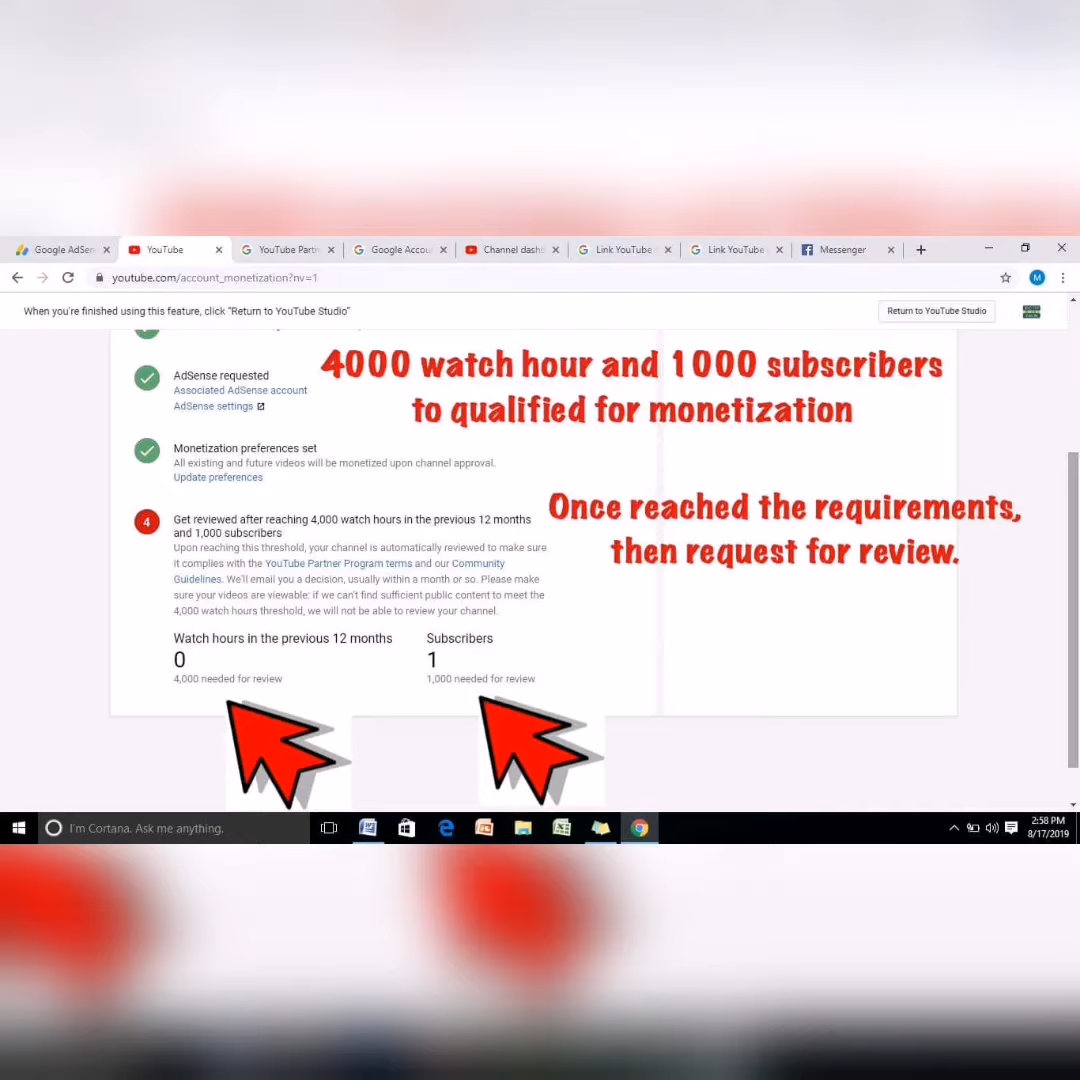 Google AdSen
YouTube
YouTube Partn
Google Accou
Channel dashb
Link YouTube
Link YouTube
Messenger
youtube.com/account_monetization?nv=1
M
When you're finished using this feature, click "Return to YouTube Studio"
Return to YouTube Studio
4000 watch hour and 1000 subscribers
to qualified for monetization
AdSense requested
Associated AdSense account
AdSense settings
Monetization preferences set
All existing and future videos will be monetized upon channel approval.
Update preferences
Once reached the requirements,
then request for review.
4
Get reviewed after reaching 4,000 watch hours in the previous 12 months
and 1,000 subscribers
Upon reaching this threshold, your channel is automatically reviewed to make sure
it complies with the YouTube Partner Program terms and our Community
Guidelines. We'll email you a decision, usually within a month or so. Please make
sure your videos are viewable: if we can't find sufficient public content to meet the
4,000 watch hours threshold, we will not be able to review your channel.
Watch hours in the previous 12 months
0
4,000 needed for review
Subscribers
1
1,000 needed for review
I'm Cortana. Ask me anything.
2:58 PM
8/17/2019